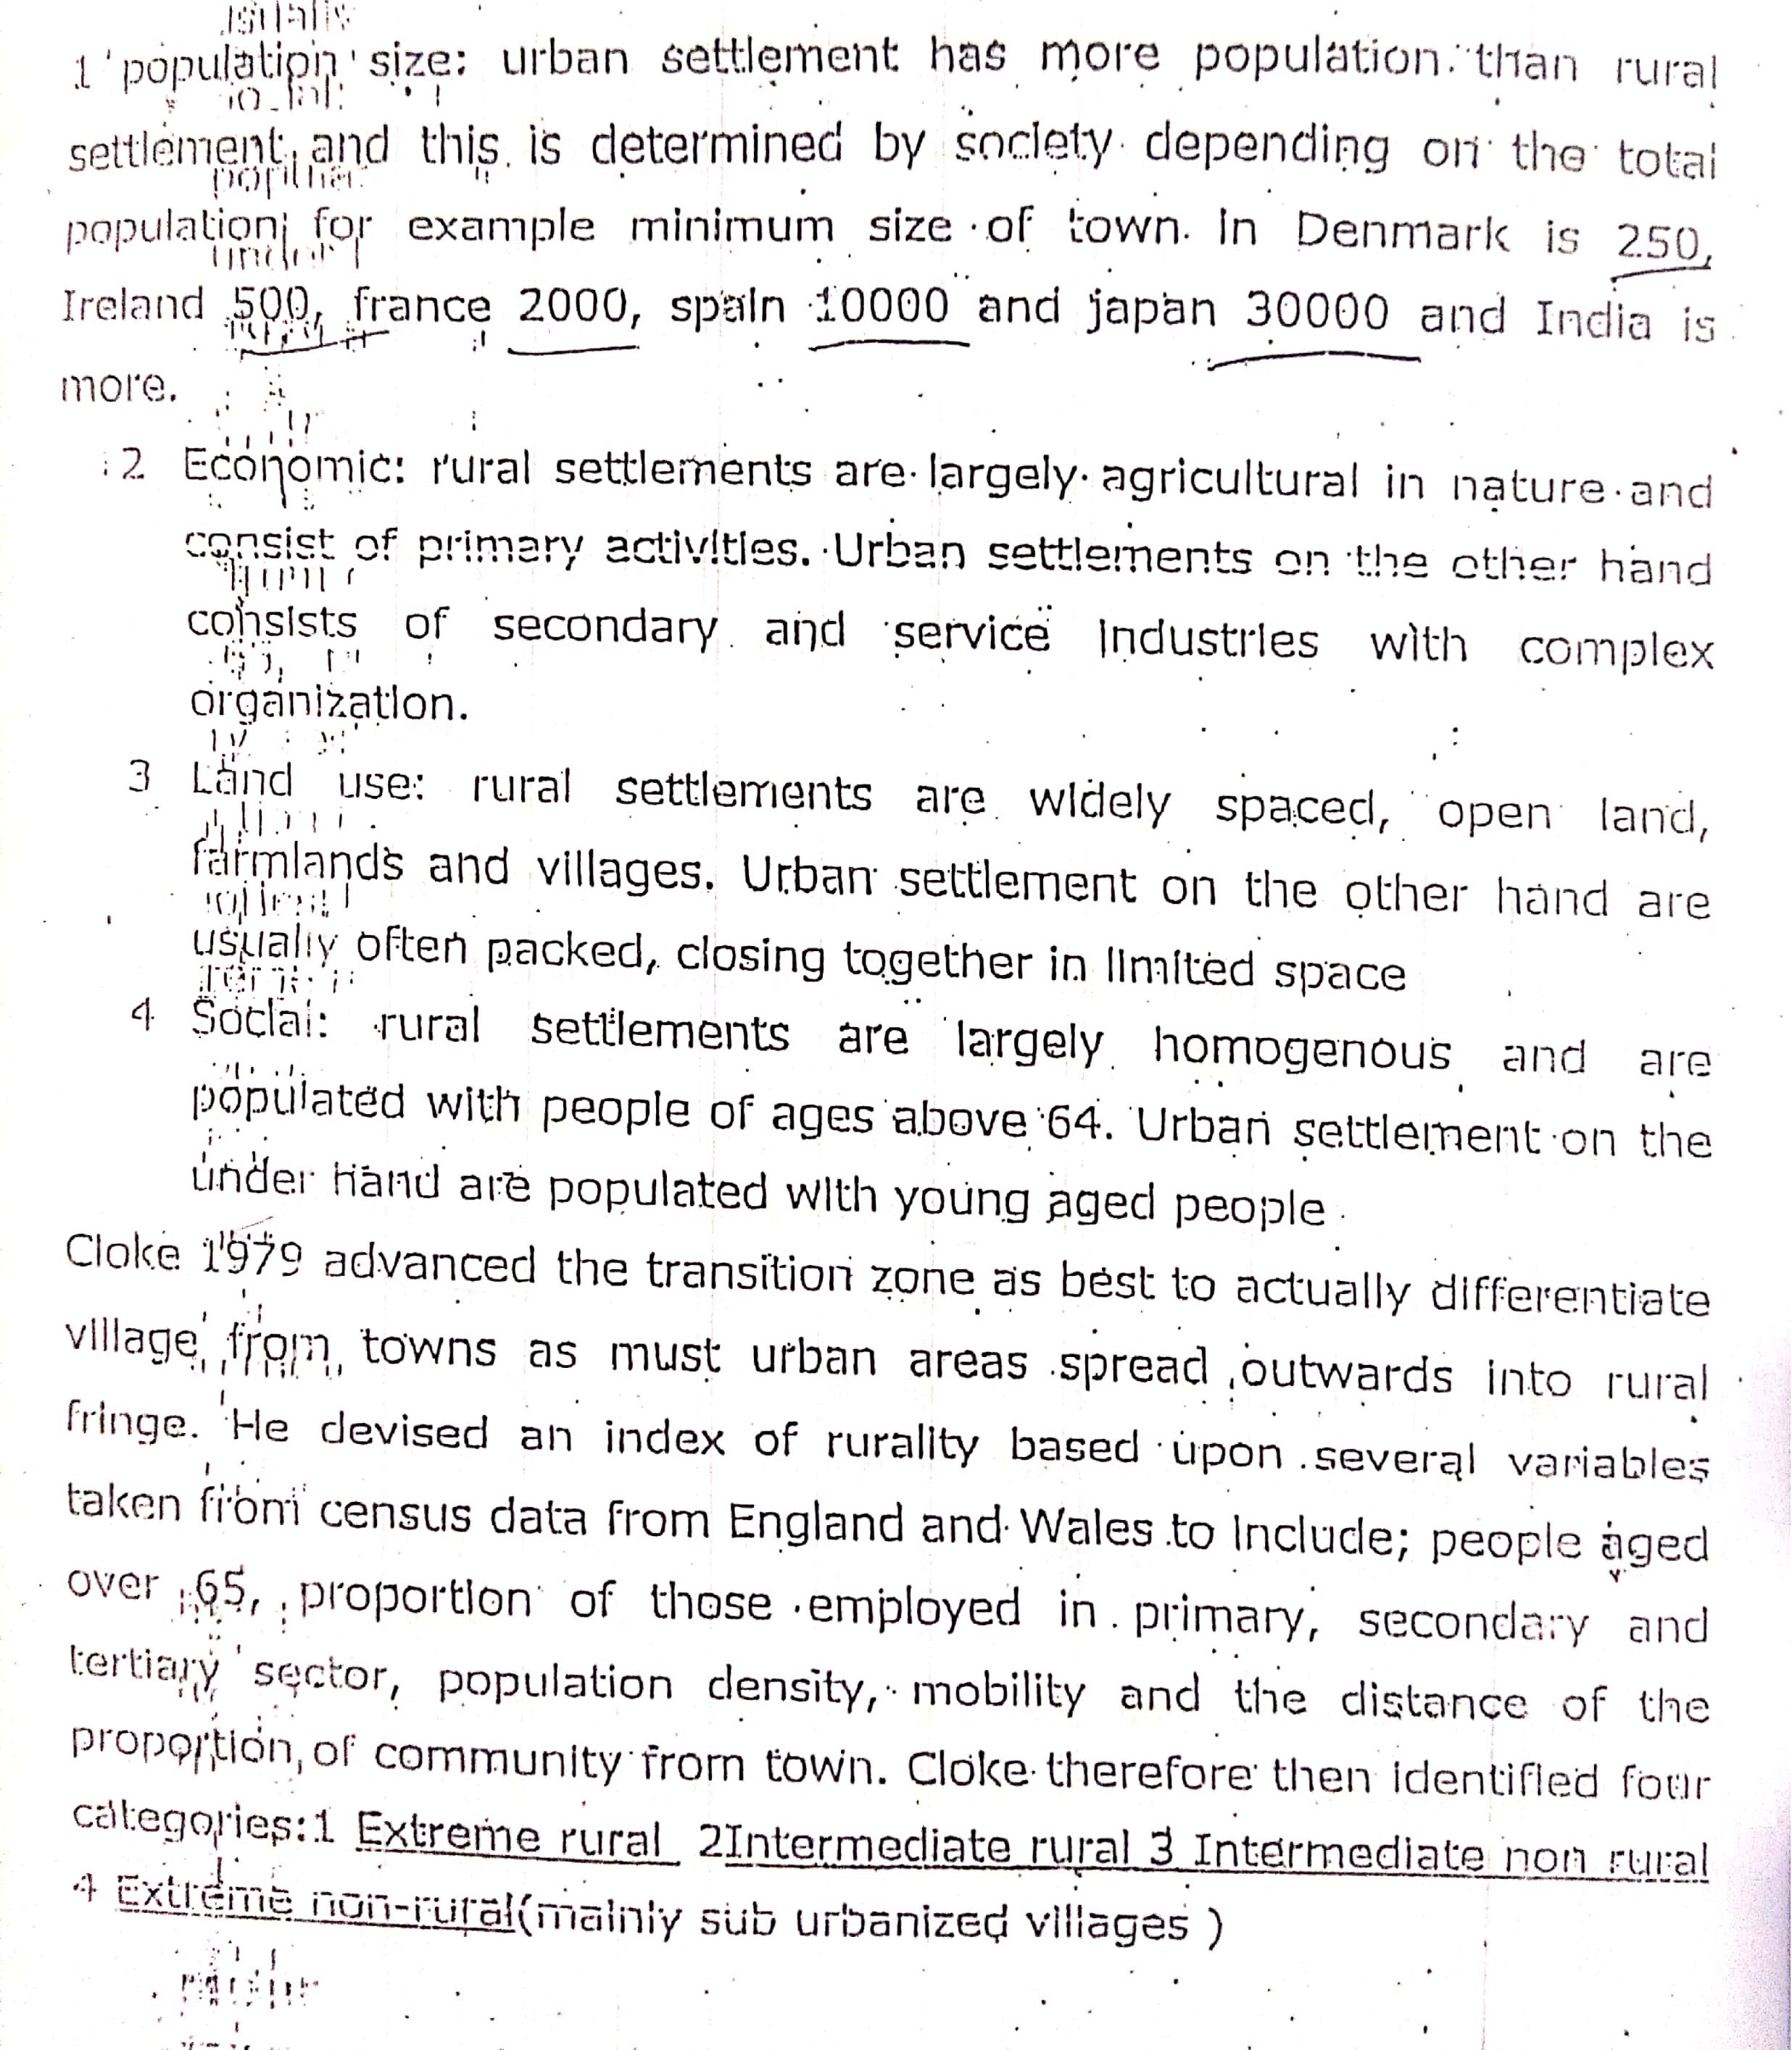 1 population size: urban settlement has more population than rural
settlement, and this is determined by society depending on the total
population; for example minimum size of town. In Denmark is 250,
Ireland 500, france 2000, spain 10000 and japan 30000 and India is
more.
2 Economic: rural settlements are largely agricultural in nature and
consist of primary activities. Urban settlements on the other hand
consists of secondary and service industries with complex
organization.
3 Land use: rural settlements are widely spaced, open land,
farmlands and villages. Urban settlement on the other hand are
usually often packed, closing together in limited space
4 Social: rural settlements are largely homogenous and are
populated with people of ages above 64. Urban settlement on the
under hand are populated with young aged people.
Cloke 1979 advanced the transition zone as best to actually differentiate
village from towns as must urban areas spread outwards into rural
fringe. He devised an index of rurality based upon several variables
taken from census data from England and Wales to include; people aged
over 65, proportion of those employed in primary, secondary and
tertiary sector, population density, mobility and the distance of the
proportion of community from town. Cloke therefore then identified four
categories:1 Extreme rural 2Intermediate rural 3 Intermediate non rural
4 Extreme non-rural(mainly sub urbanized villages )